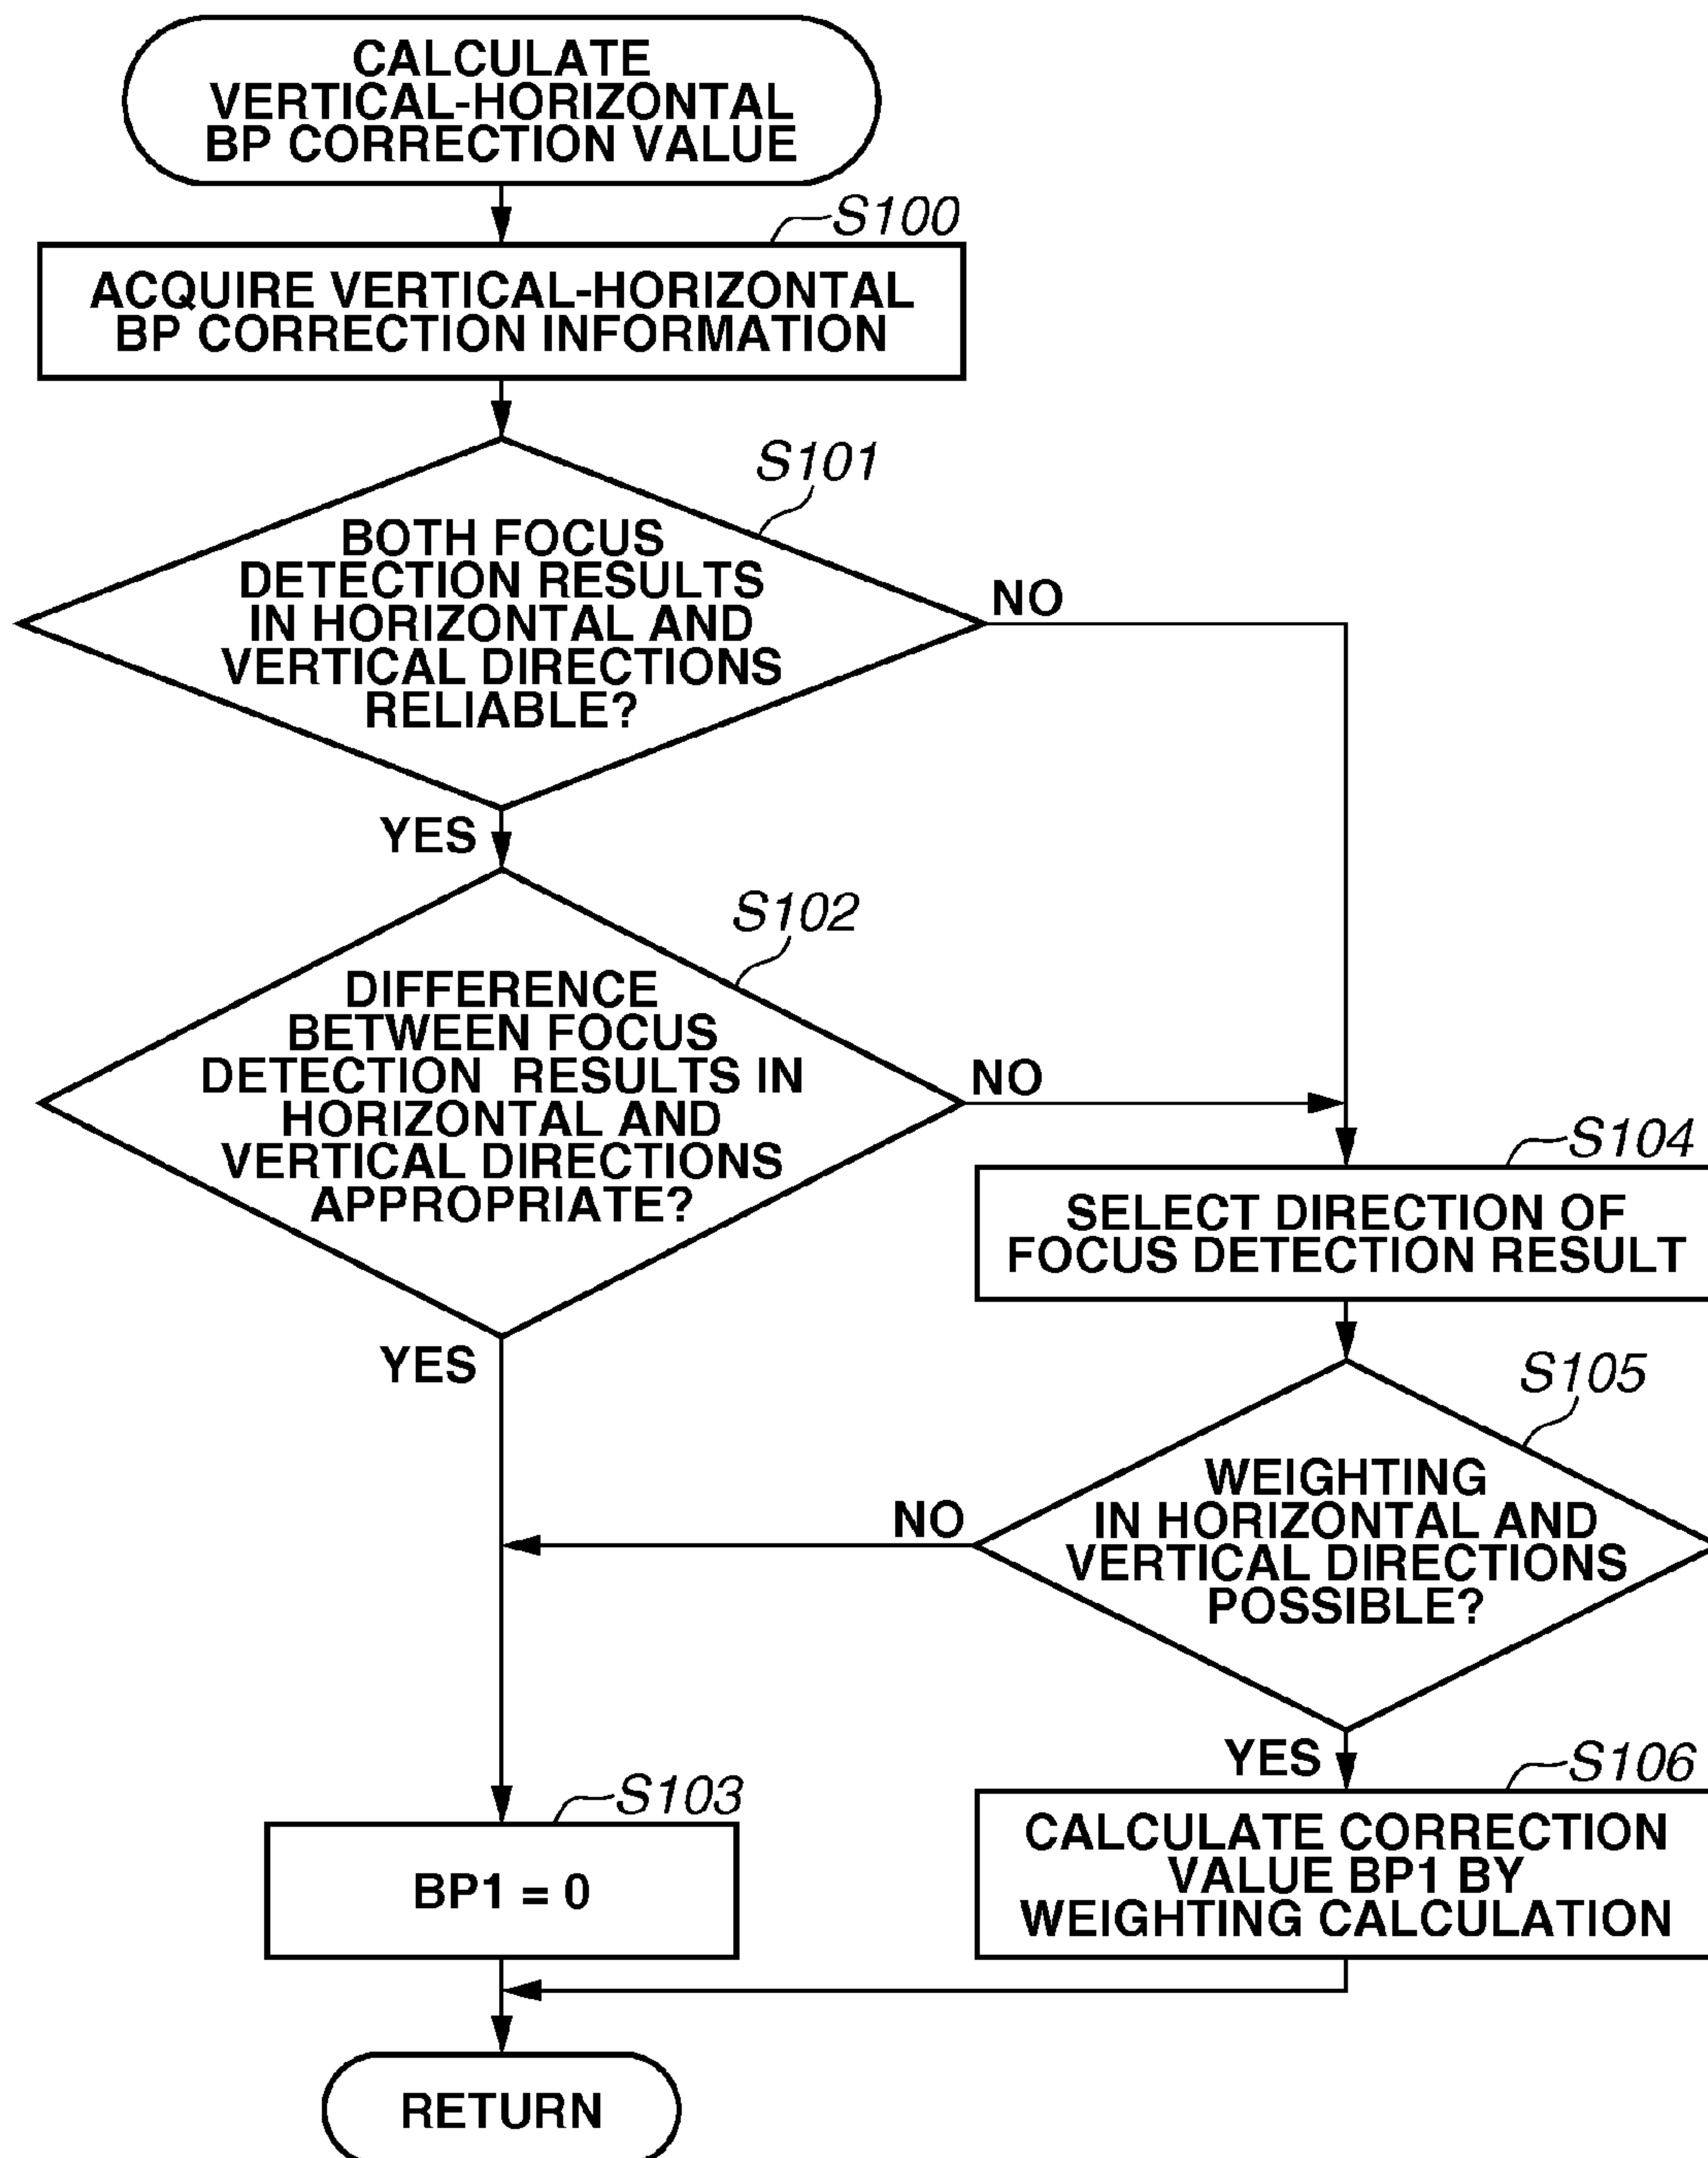 CALCULATE
VERTICAL-HORIZONTAL
BP CORRECTION VALUE
S100
ACQUIRE VERTICAL-HORIZONTAL
BP CORRECTION INFORMATION
S101
BOTH FOCUS
DETECTION RESULTS
IN HORIZONTAL AND
VERTICAL DIRECTIONS
RELIABLE?
NO
YES
S102
DIFFERENCE
BETWEEN FOCUS
DETECTION RESULTS IN
HORIZONTAL AND
VERTICAL DIRECTIONS
APPROPRIATE?
NO
YES
S104
SELECT DIRECTION OF
FOCUS DETECTION RESULT
S105
WEIGHTING
IN HORIZONTAL AND
VERTICAL DIRECTIONS
POSSIBLE?
NO
YES
S103
BP1 = 0
S106
CALCULATE CORRECTION
VALUE BP1 BY
WEIGHTING CALCULATION
RETURN